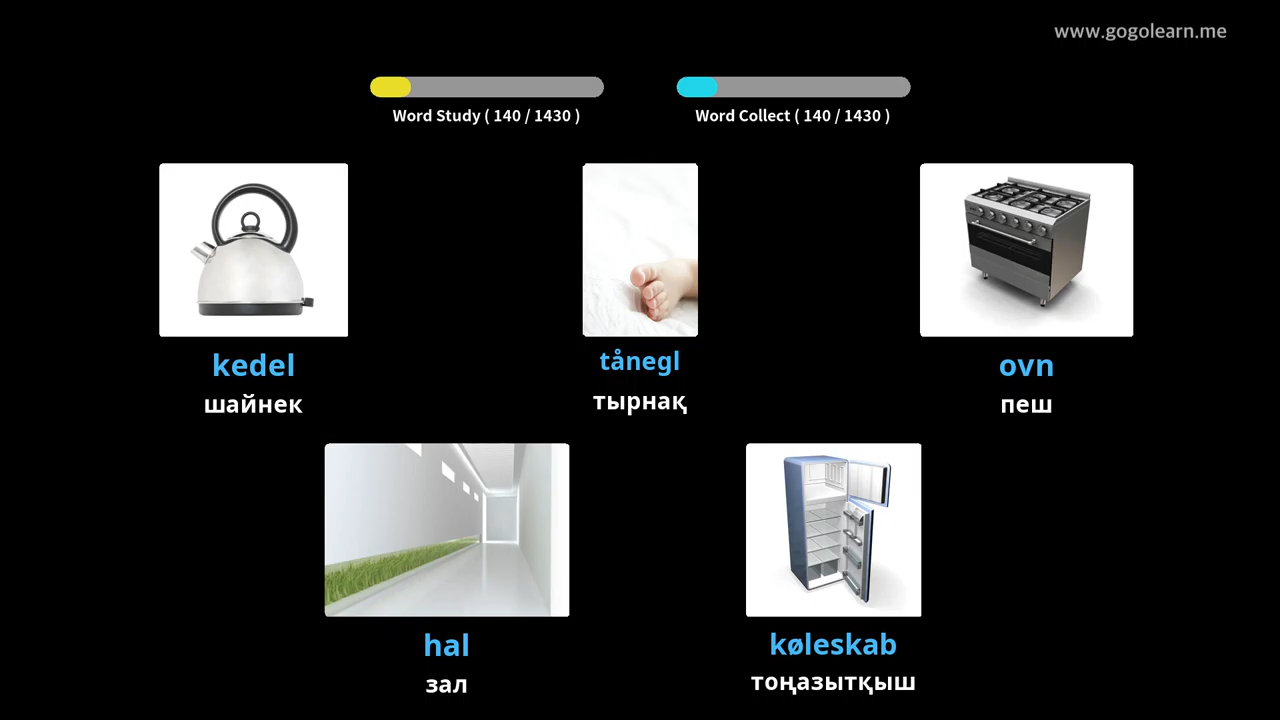 www.gogolearn.me
Word Study ( 140 / 1430 )
Word Collect ( 140 / 1430 )
kedel
шайнек
tånegl
тырнақ
ovn
пеш
hal
зал
køleskab
тоңазытқыш